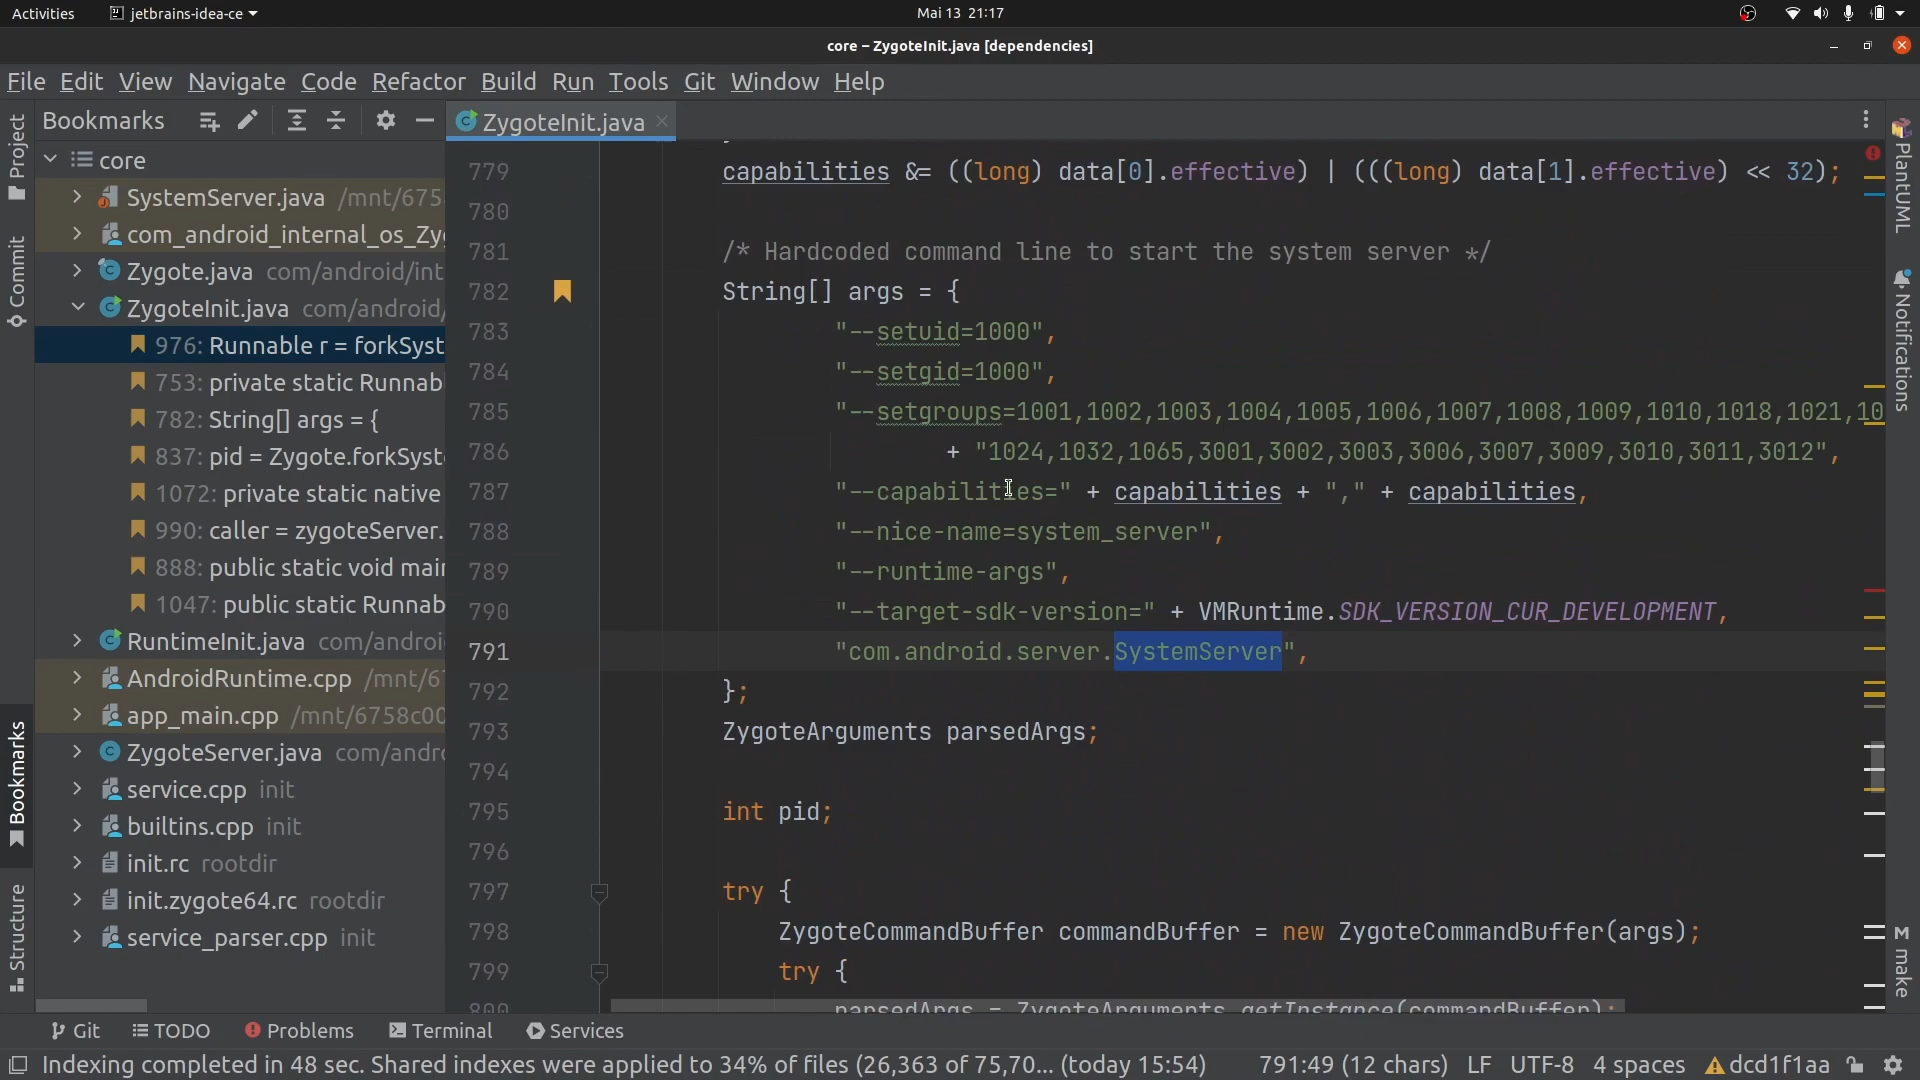 Activities jetbrains-idea-ce Mai 13 21:17
core – ZygoteInit.java [dependencies]
File Edit View Navigate Code Refactor Build Run Tools Git Window Help
Bookmarks
ZygoteInit.java
Project
Commit
Bookmarks
Structure
core
SystemServer.java /mnt/675
com_android_internal_os_Zy
Zygote.java com/android/int
ZygoteInit.java com/android/
976: Runnable r = forkSyst
753: private static Runnab
782: String[] args = {
837: pid = Zygote.forkSyst
1072: private static native
990: caller = zygoteServer.
888: public static void mai
1047: public static Runnab
RuntimeInit.java com/androi
AndroidRuntime.cpp /mnt/6
app_main.cpp /mnt/6758c00
ZygoteServer.java com/andr
service.cpp init
builtins.cpp init
init.rc rootdir
init.zygote64.rc rootdir
service_parser.cpp init
779 capabilities &= ((long) data[0].effective) | (((long) data[1].effective) << 32);
780
781 /* Hardcoded command line to start the system server */
782 String[] args = {
783 "--setuid=1000",
784 "--setgid=1000",
785 "--setgroups=1001,1002,1003,1004,1005,1006,1007,1008,1009,1010,1018,1021,10
786 + "1024,1032,1065,3001,3002,3003,3006,3007,3009,3010,3011,3012",
787 "--capabilities=" + capabilities + "," + capabilities,
788 "--nice-name=system_server",
789 "--runtime-args",
790 "--target-sdk-version=" + VMRuntime.SDK_VERSION_CUR_DEVELOPMENT,
791 "com.android.server.SystemServer",
792 };
793 ZygoteArguments parsedArgs;
794
795 int pid;
796
797 try {
798 ZygoteCommandBuffer commandBuffer = new ZygoteCommandBuffer(args);
799 try {
800 parsedArgs = ZygoteArguments.getInstance(commandBuffer);
PlantUML
Notifications
M make
Git TODO Problems Terminal Services
Indexing completed in 48 sec. Shared indexes were applied to 34% of files (26,363 of 75,70... (today 15:54) 791:49 (12 chars) LF UTF-8 4 spaces dcd1f1aa